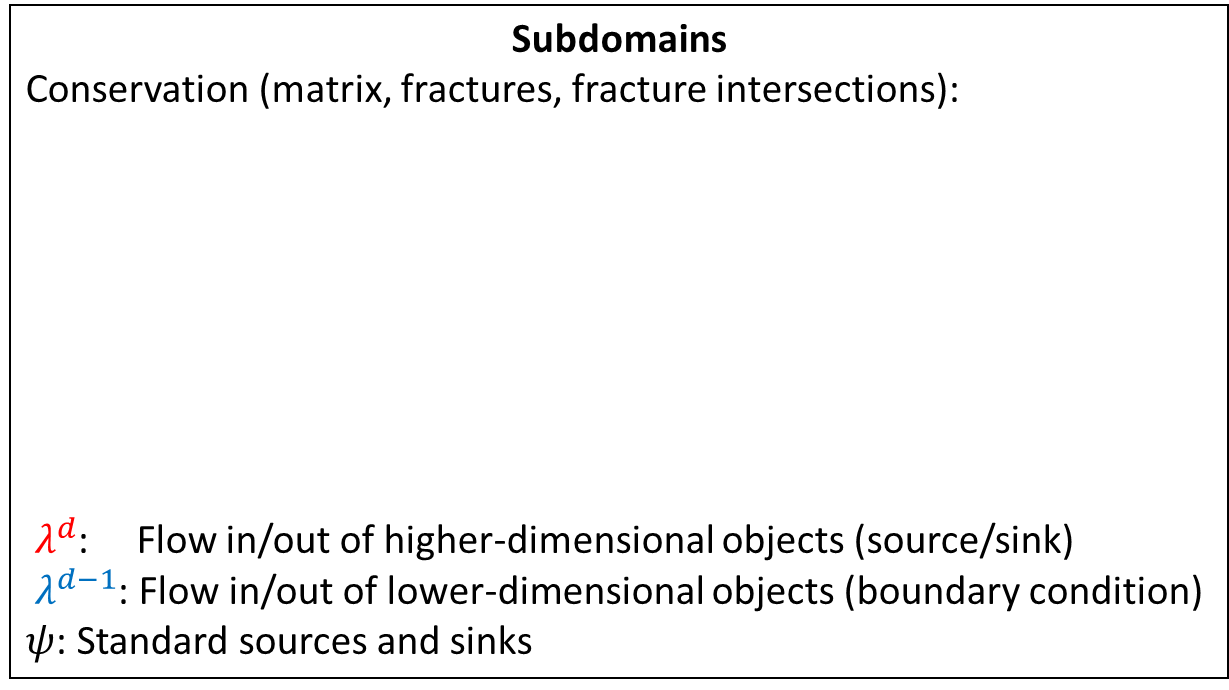 Subdomains
Conservation (matrix, fractures, fracture intersections):
λ^d: Flow in/out of higher-dimensional objects (source/sink)
λ^{d−1}: Flow in/out of lower-dimensional objects (boundary condition)
ψ: Standard sources and sinks